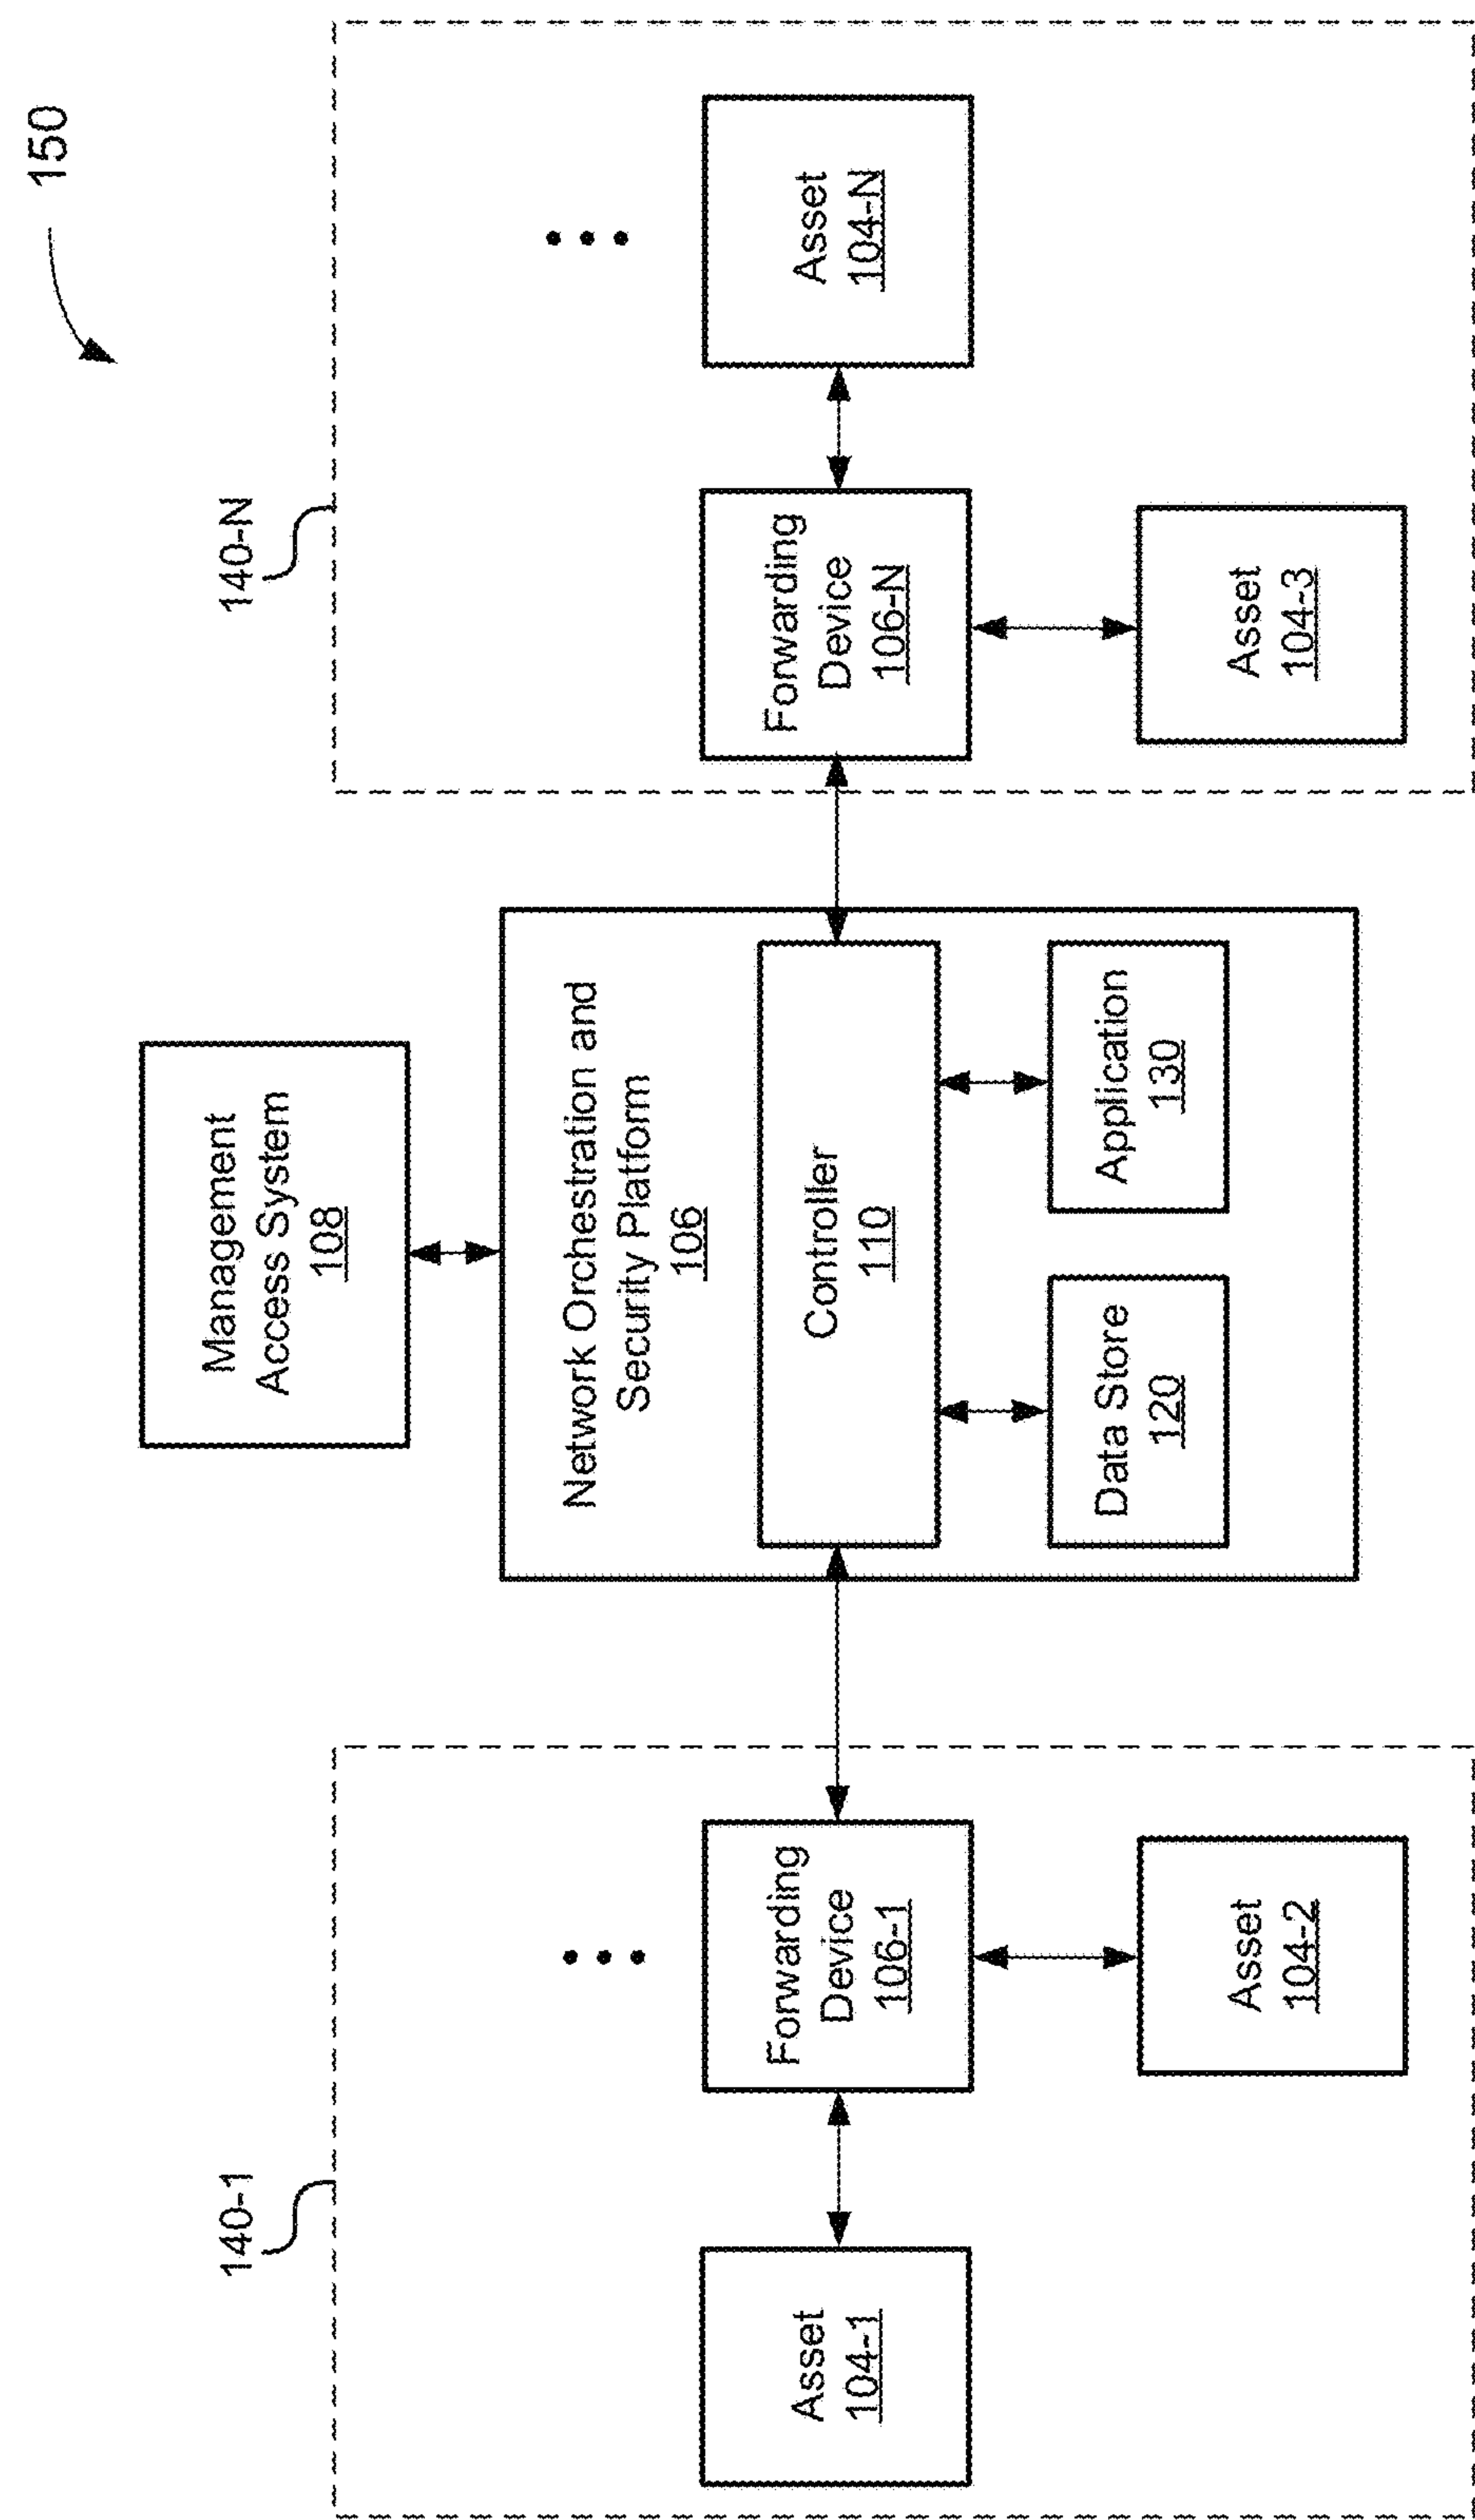 150
140-1
140-N
Management
Access System
108
Network Orchestration and
Security Platform
106
Controller
110
Data Store
120
Application
130
Asset
104-1
Forwarding
Device
106-1
Asset
104-2
Forwarding
Device
106-N
Asset
104-N
Asset
104-3